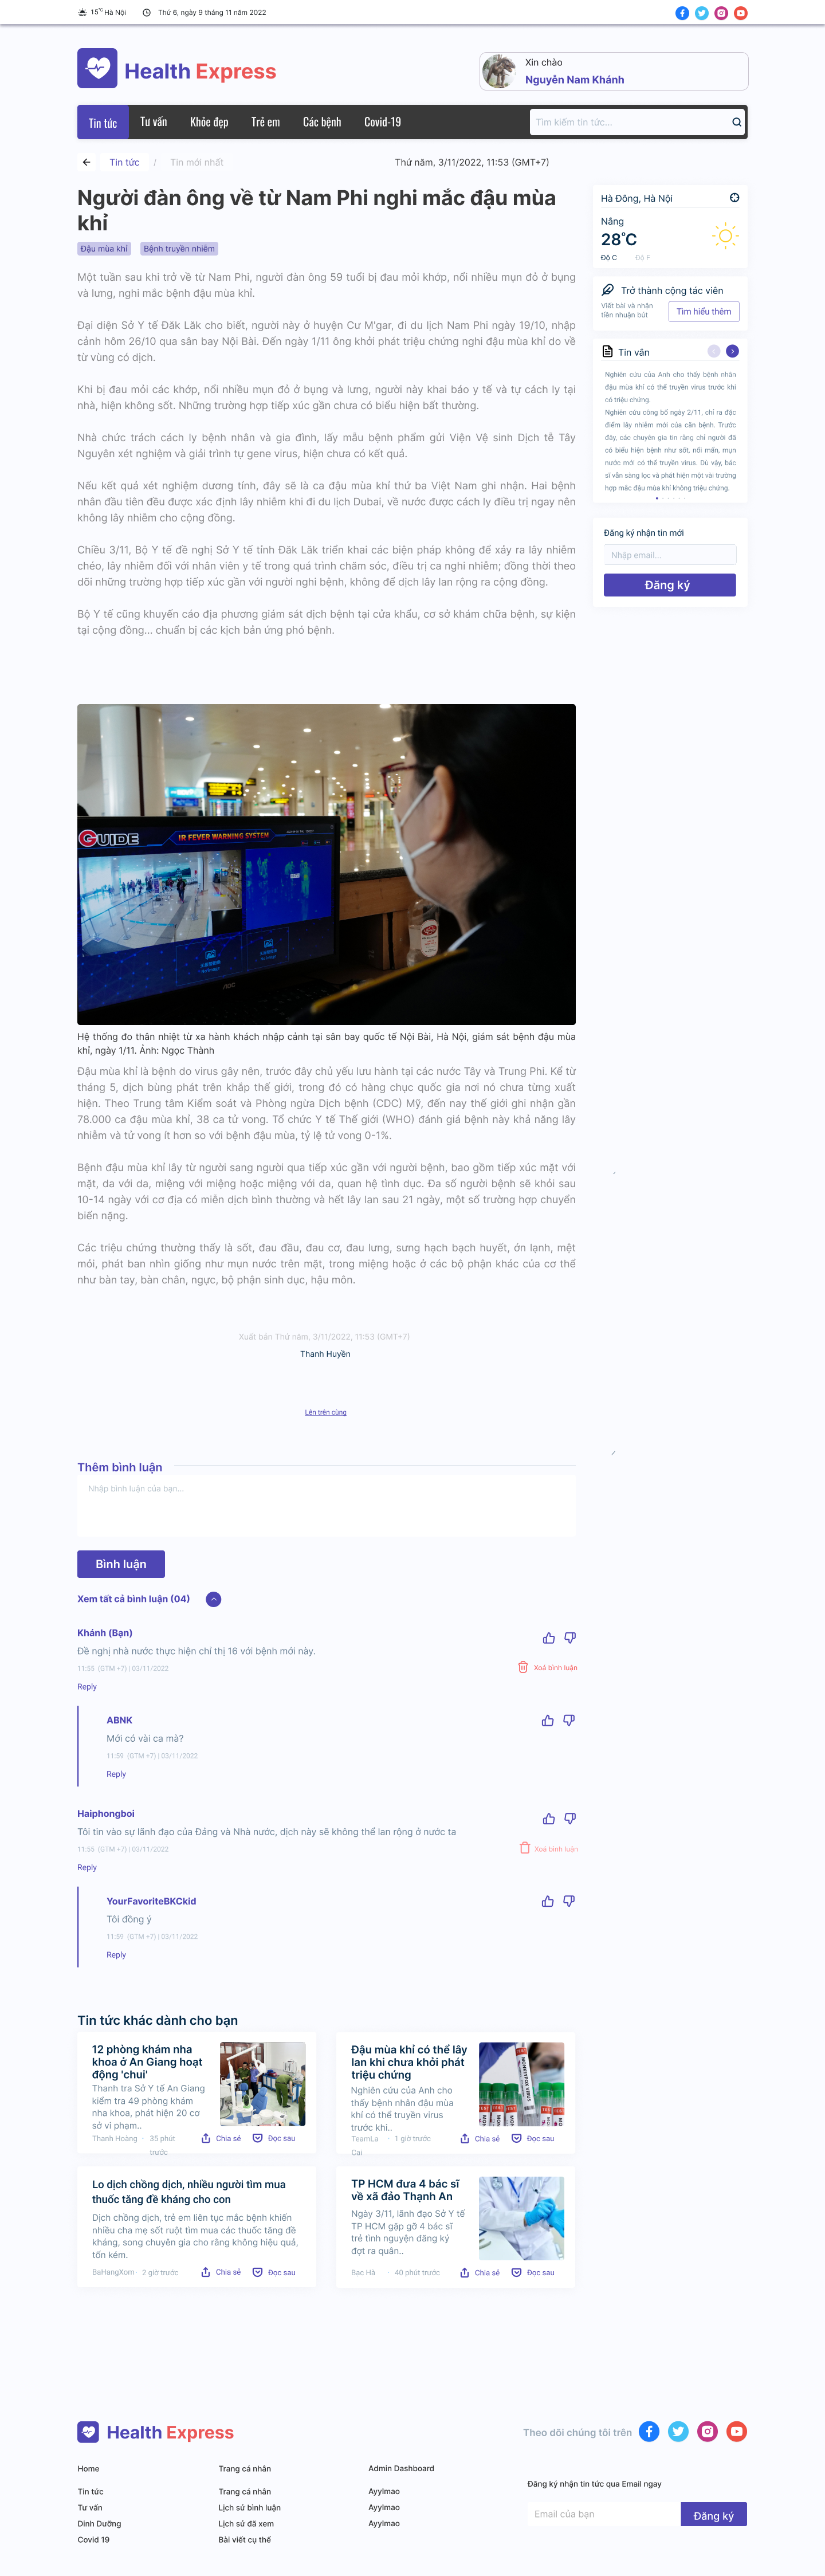 15°C Hà Nội
Thứ 6, ngày 9 tháng 11 năm 2022
Health Express
Xin chào
Nguyễn Nam Khánh
Tin tức Tư vấn Khỏe đẹp Trẻ em Các bệnh Covid-19
Tìm kiếm tin tức...
Tin tức / Tin mới nhất
Thứ năm, 3/11/2022, 11:53 (GMT+7)
Người đàn ông về từ Nam Phi nghi mắc đậu mùa
khỉ
Đậu mùa khỉ Bệnh truyền nhiễm
Một tuần sau khi trở về từ Nam Phi, người đàn ông 59 tuổi bị đau mỏi khớp, nổi nhiều mụn đỏ ở bụng
và lưng, nghi mắc bệnh đậu mùa khỉ.
Đại diện Sở Y tế Đăk Lăk cho biết, người này ở huyện Cư M'gar, đi du lịch Nam Phi ngày 19/10, nhập
cảnh hôm 26/10 qua sân bay Nội Bài. Đến ngày 1/11 ông khởi phát triệu chứng nghi đậu mùa khỉ do về
từ vùng có dịch.
Khi bị đau mỏi các khớp, nổi nhiều mụn đỏ ở bụng và lưng, người này khai báo y tế và tự cách ly tại
nhà, hiện không sốt. Những trường hợp tiếp xúc gần chưa có biểu hiện bất thường.
Nhà chức trách cách ly bệnh nhân và gia đình, lấy mẫu bệnh phẩm gửi Viện Vệ sinh Dịch tễ Tây
Nguyên xét nghiệm và giải trình tự gene virus, hiện chưa có kết quả.
Nếu kết quả xét nghiệm dương tính, đây sẽ là ca đậu mùa khỉ thứ ba Việt Nam ghi nhận. Hai bệnh
nhân đầu tiên đều được xác định lây nhiễm khi đi du lịch Dubai, về nước được cách ly điều trị ngay nên
không lây nhiễm cho cộng đồng.
Chiều 3/11, Bộ Y tế đề nghị Sở Y tế tỉnh Đăk Lăk triển khai các biện pháp không để xảy ra lây nhiễm
chéo, lây nhiễm đối với nhân viên y tế trong quá trình chăm sóc, điều trị ca nghi nhiễm; đồng thời theo
dõi những trường hợp tiếp xúc gần với người nghi bệnh, không để dịch lây lan rộng ra cộng đồng.
Bộ Y tế cũng khuyến cáo địa phương giám sát dịch bệnh tại cửa khẩu, cơ sở khám chữa bệnh, sự kiện
tại cộng đồng... chuẩn bị các kịch bản ứng phó bệnh.
GUIDE
IR FEVER WARNING SYSTEM
AOC
Lifebuoy
Hệ thống đo thân nhiệt từ xa hành khách nhập cảnh tại sân bay quốc tế Nội Bài, Hà Nội, giám sát bệnh đậu mùa
khỉ, ngày 1/11. Ảnh: Ngọc Thành
Đậu mùa khỉ là bệnh do virus gây nên, trước đây chủ yếu lưu hành tại các nước Tây và Trung Phi. Kể từ
tháng 5, dịch bùng phát trên khắp thế giới, trong đó có hàng chục quốc gia nơi nó chưa từng xuất
hiện. Theo Trung tâm Kiểm soát và Phòng ngừa Dịch bệnh (CDC) Mỹ, đến nay thế giới ghi nhận gần
78.000 ca đậu mùa khỉ, 38 ca tử vong. Tổ chức Y tế Thế giới (WHO) đánh giá bệnh này khả năng lây
nhiễm và tử vong ít hơn so với bệnh đậu mùa, tỷ lệ tử vong 0-1%.
Bệnh đậu mùa khỉ lây từ người sang người qua tiếp xúc gần với người bệnh, bao gồm tiếp xúc mặt với
mặt, da với da, miệng với miệng hoặc miệng với da, quan hệ tình dục. Đa số người bệnh sẽ khỏi sau
10-14 ngày với cơ địa có miễn dịch bình thường và hết lây lan sau 21 ngày, một số trường hợp chuyển
biến nặng.
Các triệu chứng thường thấy là sốt, đau đầu, đau cơ, đau lưng, sưng hạch bạch huyết, ớn lạnh, mệt
mỏi, phát ban nhìn giống như mụn nước trên mặt, trong miệng hoặc ở các bộ phận khác của cơ thể
như bàn tay, bàn chân, ngực, bộ phận sinh dục, hậu môn.
Xuất bản Thứ năm, 3/11/2022, 11:53 (GMT+7)
Thanh Huyền
Lên trên cùng
Hà Đông, Hà Nội
Nắng
28°C
Độ C Độ F
Trở thành cộng tác viên
Viết bài và nhận
tiền nhuận bút
Tìm hiểu thêm
Tin vắn
Nghiên cứu của Anh cho thấy bệnh nhân
đậu mùa khỉ có thể truyền virus trước khi
có triệu chứng.
Nghiên cứu công bố ngày 2/11, chỉ ra đặc
điểm lây nhiễm mới của căn bệnh. Trước
đây, các chuyên gia tin rằng chỉ người đã
có biểu hiện bệnh như sốt, nổi mẩn, mụn
nước mới có thể truyền virus. Dù vậy, bác
sĩ vẫn sàng lọc và phát hiện một vài trường
hợp mắc đậu mùa khỉ không triệu chứng.
Đăng ký nhận tin mới
Nhập email...
Đăng ký
Thêm bình luận
Nhập bình luận của bạn...
Bình luận
Xem tất cả bình luận (04)
Khánh (Bạn)
Đề nghị nhà nước thực hiện chỉ thị 16 với bệnh mới này.
11:55 (GTM +7) | 03/11/2022
Xoá bình luận
Reply
ABNK
Mới có vài ca mà?
11:59 (GTM +7) | 03/11/2022
Reply
Haiphongboi
Tôi tin vào sự lãnh đạo của Đảng và Nhà nước, dịch này sẽ không thể lan rộng ở nước ta
11:55 (GTM +7) | 03/11/2022
Xoá bình luận
Reply
YourFavoriteBKCkid
Tôi đồng ý
11:59 (GTM +7) | 03/11/2022
Reply
Tin tức khác dành cho bạn
12 phòng khám nha
khoa ở An Giang hoạt
động 'chui'
Thanh tra Sở Y tế An Giang
kiểm tra 49 phòng khám
nha khoa, phát hiện 20 cơ
sở vi phạm..
Thanh Hoàng · 35 phút
trước
Chia sẻ Đọc sau
Đậu mùa khỉ có thể lây
lan khi chưa khởi phát
triệu chứng
Nghiên cứu của Anh cho
thấy bệnh nhân đậu mùa
khỉ có thể truyền virus
trước khi..
TeamLa
Cai
· 1 giờ trước
Chia sẻ Đọc sau
Lo dịch chồng dịch, nhiều người tìm mua
thuốc tăng đề kháng cho con
Dịch chồng dịch, trẻ em liên tục mắc bệnh khiến
nhiều cha mẹ sốt ruột tìm mua các thuốc tăng đề
kháng, song chuyên gia cho rằng không hiệu quả,
tốn kém.
BaHangXom · 2 giờ trước
Chia sẻ Đọc sau
TP HCM đưa 4 bác sĩ
về xã đảo Thạnh An
Ngày 3/11, lãnh đạo Sở Y tế
TP HCM gặp gỡ 4 bác sĩ
trẻ tình nguyện đăng ký
đợt ra quân..
Bạc Hà · 40 phút trước
Chia sẻ Đọc sau
Health Express
Theo dõi chúng tôi trên
Home
Tin tức
Tư vấn
Dinh Dưỡng
Covid 19
Trang cá nhân
Trang cá nhân
Lịch sử bình luận
Lịch sử đã xem
Bài viết cụ thể
Admin Dashboard
Ayylmao
Ayylmao
Ayylmao
Đăng ký nhận tin tức qua Email ngay
Email của bạn
Đăng ký